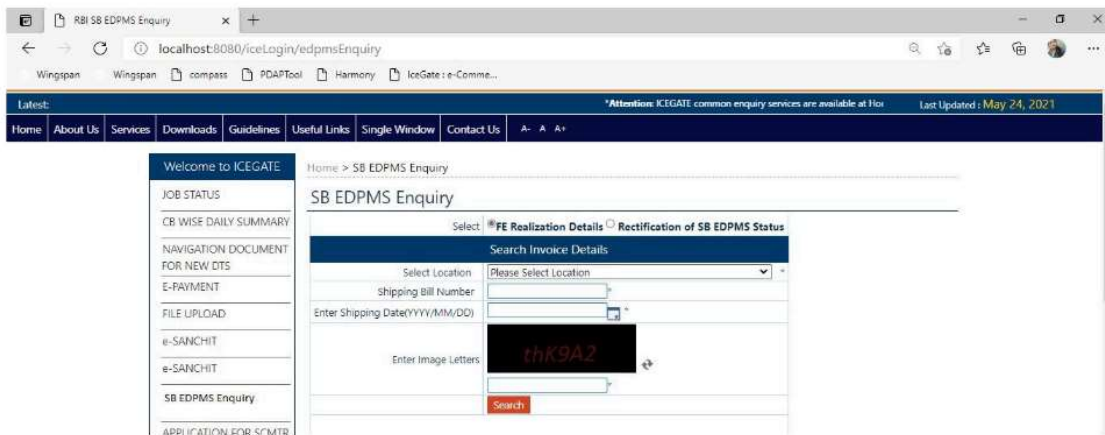 RBI SB EDPMS Enquiry
localhost:8080/iceLogin/edpmsEnquiry
Wingspan Wingspan compass PDAPTool Harmony IceGate : e-Comme...
Latest: *Attention: ICEGATE common enquiry services are available at Hor Last Updated : May 24, 2021
Home About Us Services Downloads Guidelines Useful Links Single Window Contact Us A- A A+
Welcome to ICEGATE
JOB STATUS
CB WISE DAILY SUMMARY
NAVIGATION DOCUMENT
FOR NEW DTS
E-PAYMENT
FILE UPLOAD
e-SANCHIT
e-SANCHIT
SB EDPMS Enquiry
APPLICATION FOR SCMTR
Home > SB EDPMS Enquiry
SB EDPMS Enquiry
Select FE Realization Details Rectification of SB EDPMS Status
Search Invoice Details
Select Location Please Select Location *
Shipping Bill Number *
Enter Shipping Date(YYYY/MM/DD) *
Enter Image Letters thK9A2
*
Search